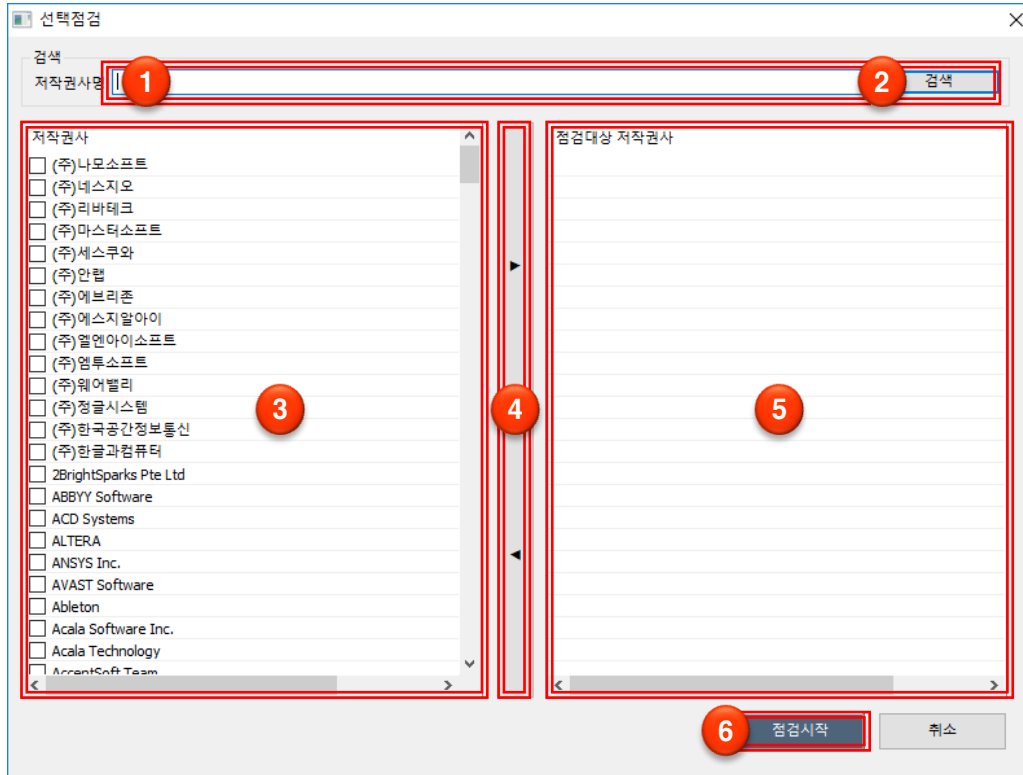 선택점검
검색
저작권사명
1
2
검색
저작권사
(주)나모소프트
(주)네스지오
(주)리바테크
(주)마스터소프트
(주)세스쿠와
(주)안랩
(주)에브리존
(주)에스지알아이
(주)엘엔아이소프트
(주)엠투소프트
(주)웨어밸리
(주)정글시스템
(주)한국공간정보통신
(주)한글과컴퓨터
2BrightSparks Pte Ltd
ABBYY Software
ACD Systems
ALTERA
ANSYS Inc.
AVAST Software
Ableton
Acala Software Inc.
Acala Technology
AccentSoft Team
3
4
점검대상 저작권사
5
6
점검시작
취소